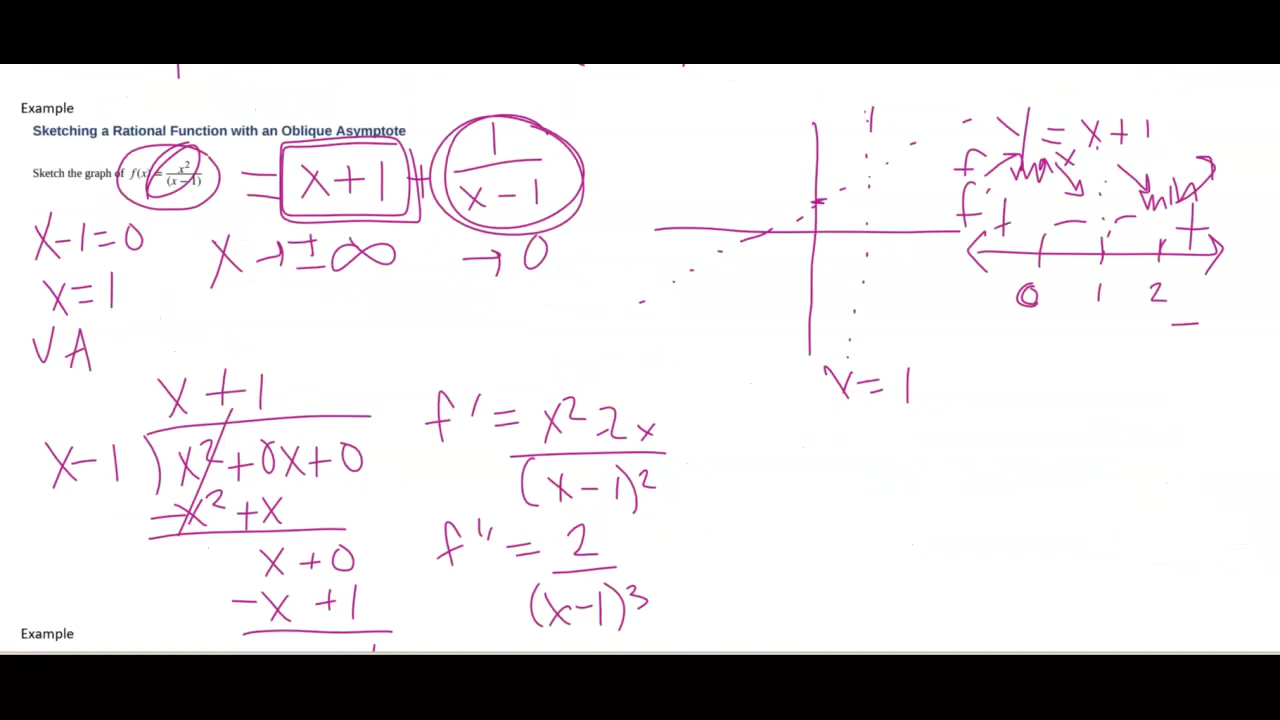 Example
Sketching a Rational Function with an Oblique Asymptote
Sketch the graph of f(x) = x²/(x − 1)
= x + 1 + 1/(x − 1)
x − 1 = 0
x = 1
VA
x → ± ∞
→ 0
x + 1
x − 1 ) x² + 0x + 0
− x² + x
x + 0
− x + 1
1
f' = x² − 2x / (x − 1)²
f'' = 2 / (x − 1)³
y = x + 1
x = 1
f max min
f' + − − +
0 1 2
Example